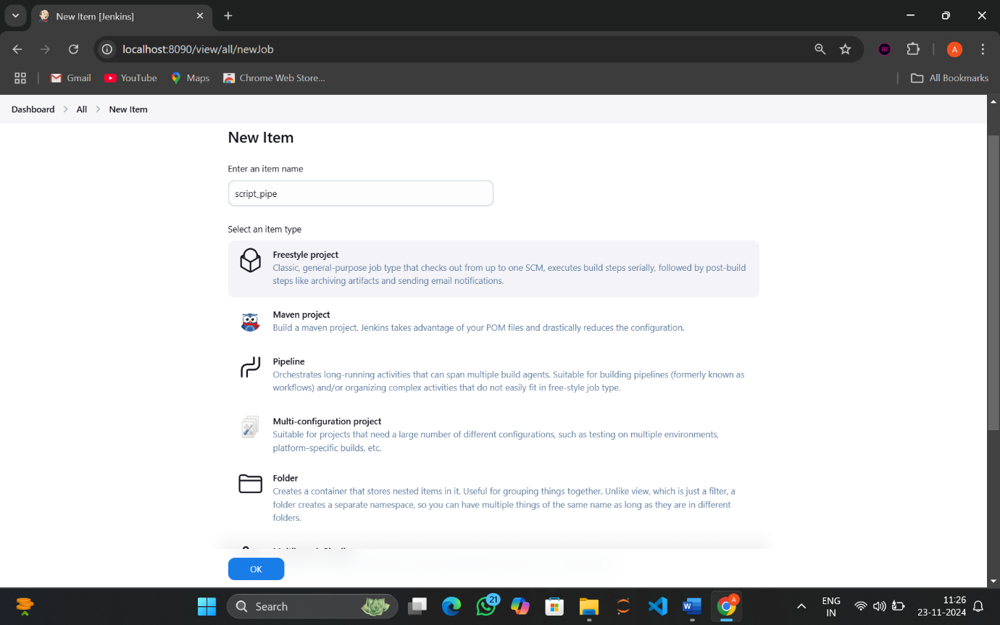 New Item [Jenkins]
localhost:8090/view/all/newJob
BR
A
Gmail
YouTube
Maps
Chrome Web Store...
All Bookmarks
Dashboard > All > New Item
New Item
Enter an item name
script_pipe
Select an item type
Freestyle project
Classic, general-purpose job type that checks out from up to one SCM, executes build steps serially, followed by post-build
steps like archiving artifacts and sending email notifications.
Maven project
Build a maven project. Jenkins takes advantage of your POM files and drastically reduces the configuration.
Pipeline
Orchestrates long-running activities that can span multiple build agents. Suitable for building pipelines (formerly known as
workflows) and/or organizing complex activities that do not easily fit in free-style job type.
Multi-configuration project
Suitable for projects that need a large number of different configurations, such as testing on multiple environments,
platform-specific builds, etc.
Folder
Creates a container that stores nested items in it. Useful for grouping things together. Unlike view, which is just a filter, a
folder creates a separate namespace, so you can have multiple things of the same name as long as they are in different
folders.
OK
Search
21
W
A
ENG
IN
11:26
23-11-2024